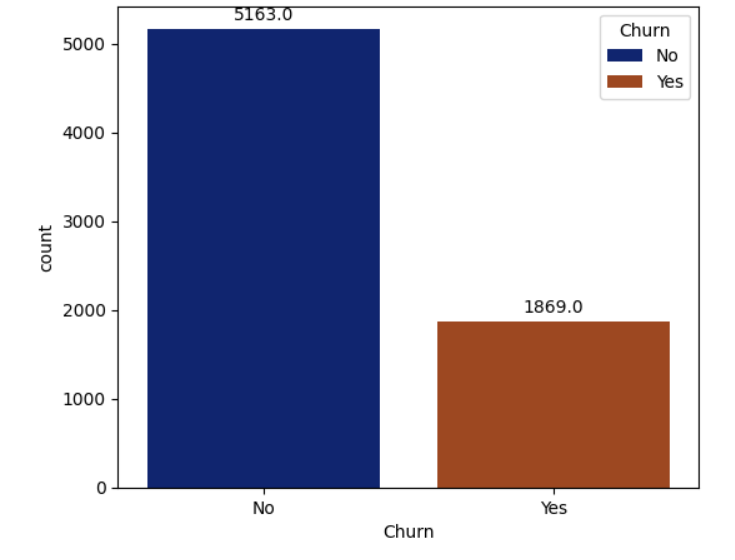 5163.0
Churn
No
Yes
5000
4000
3000
count
2000
1869.0
1000
0
No Yes
Churn